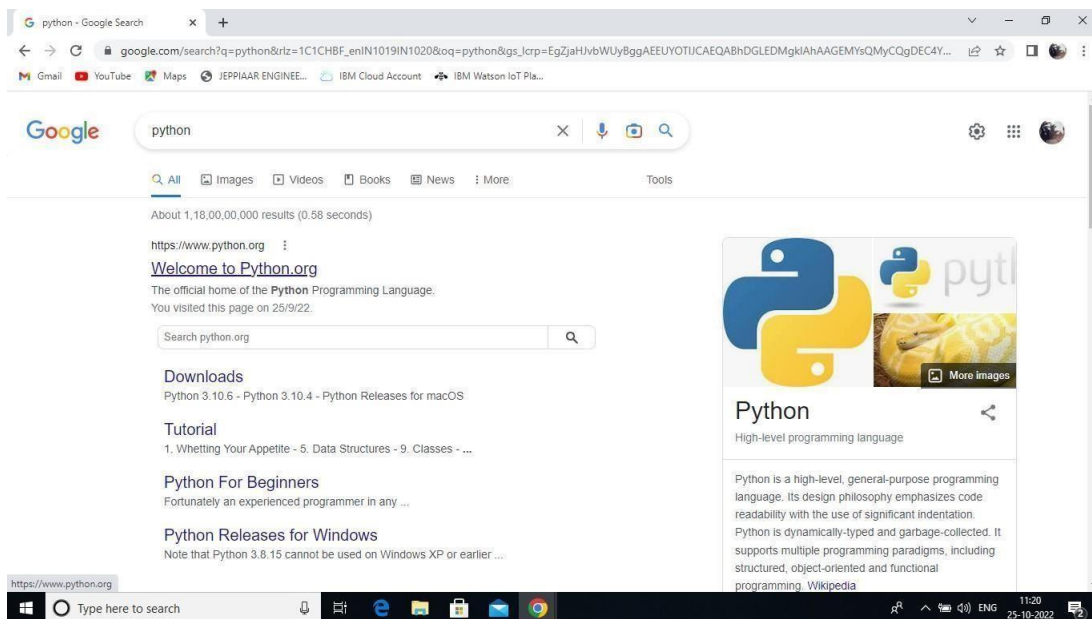 python - Google Search
google.com/search?q=python&rlz=1C1CHBF_enIN1019IN1020&oq=python&gs_lcrp=EgZjaHJvbWUyBggAEEUYOTIJCAEQABhDGLEDMgkIAhAAGEMYsQMyCQgDEC4Y...
Gmail YouTube Maps JEPPIAAR ENGINEE... IBM Cloud Account IBM Watson IoT Pla...
Google python
All Images Videos Books News More Tools
About 1,18,00,00,000 results (0.58 seconds)
https://www.python.org
Welcome to Python.org
The official home of the Python Programming Language.
You visited this page on 25/9/22.
Search python.org
Downloads
Python 3.10.6 - Python 3.10.4 - Python Releases for macOS
Tutorial
1. Whetting Your Appetite - 5. Data Structures - 9. Classes - ...
Python For Beginners
Fortunately an experienced programmer in any ...
Python Releases for Windows
Note that Python 3.8.15 cannot be used on Windows XP or earlier ...
pyt
More images
Python
High-level programming language
Python is a high-level, general-purpose programming
language. Its design philosophy emphasizes code
readability with the use of significant indentation.
Python is dynamically-typed and garbage-collected. It
supports multiple programming paradigms, including
structured, object-oriented and functional
programming. Wikipedia
https://www.python.org
Type here to search
ENG
11:20
25-10-2022
2